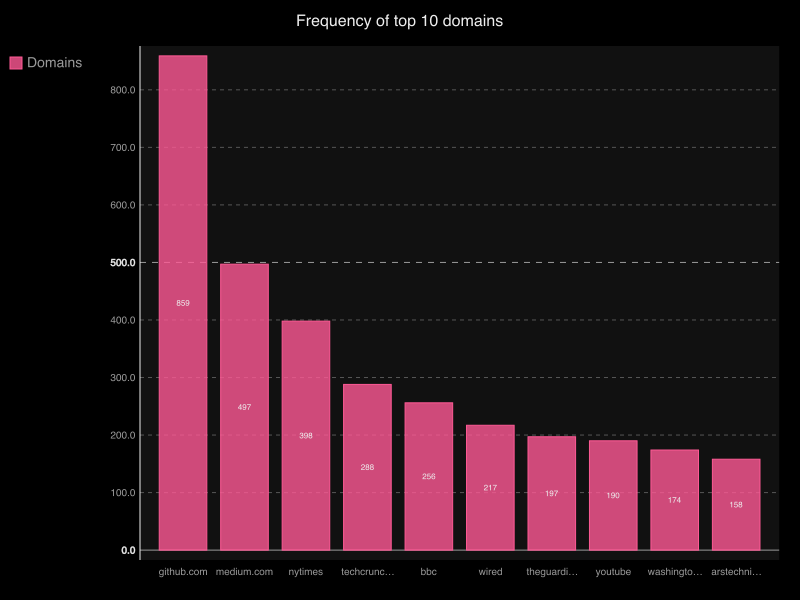 Frequency of top 10 domains
Domains
800.0
700.0
600.0
500.0
400.0
300.0
200.0
100.0
0.0
859
497
398
288
256
217
197
190
174
158
github.com
medium.com
nytimes
techcrunc…
bbc
wired
theguardi…
youtube
washingto…
arstechni…